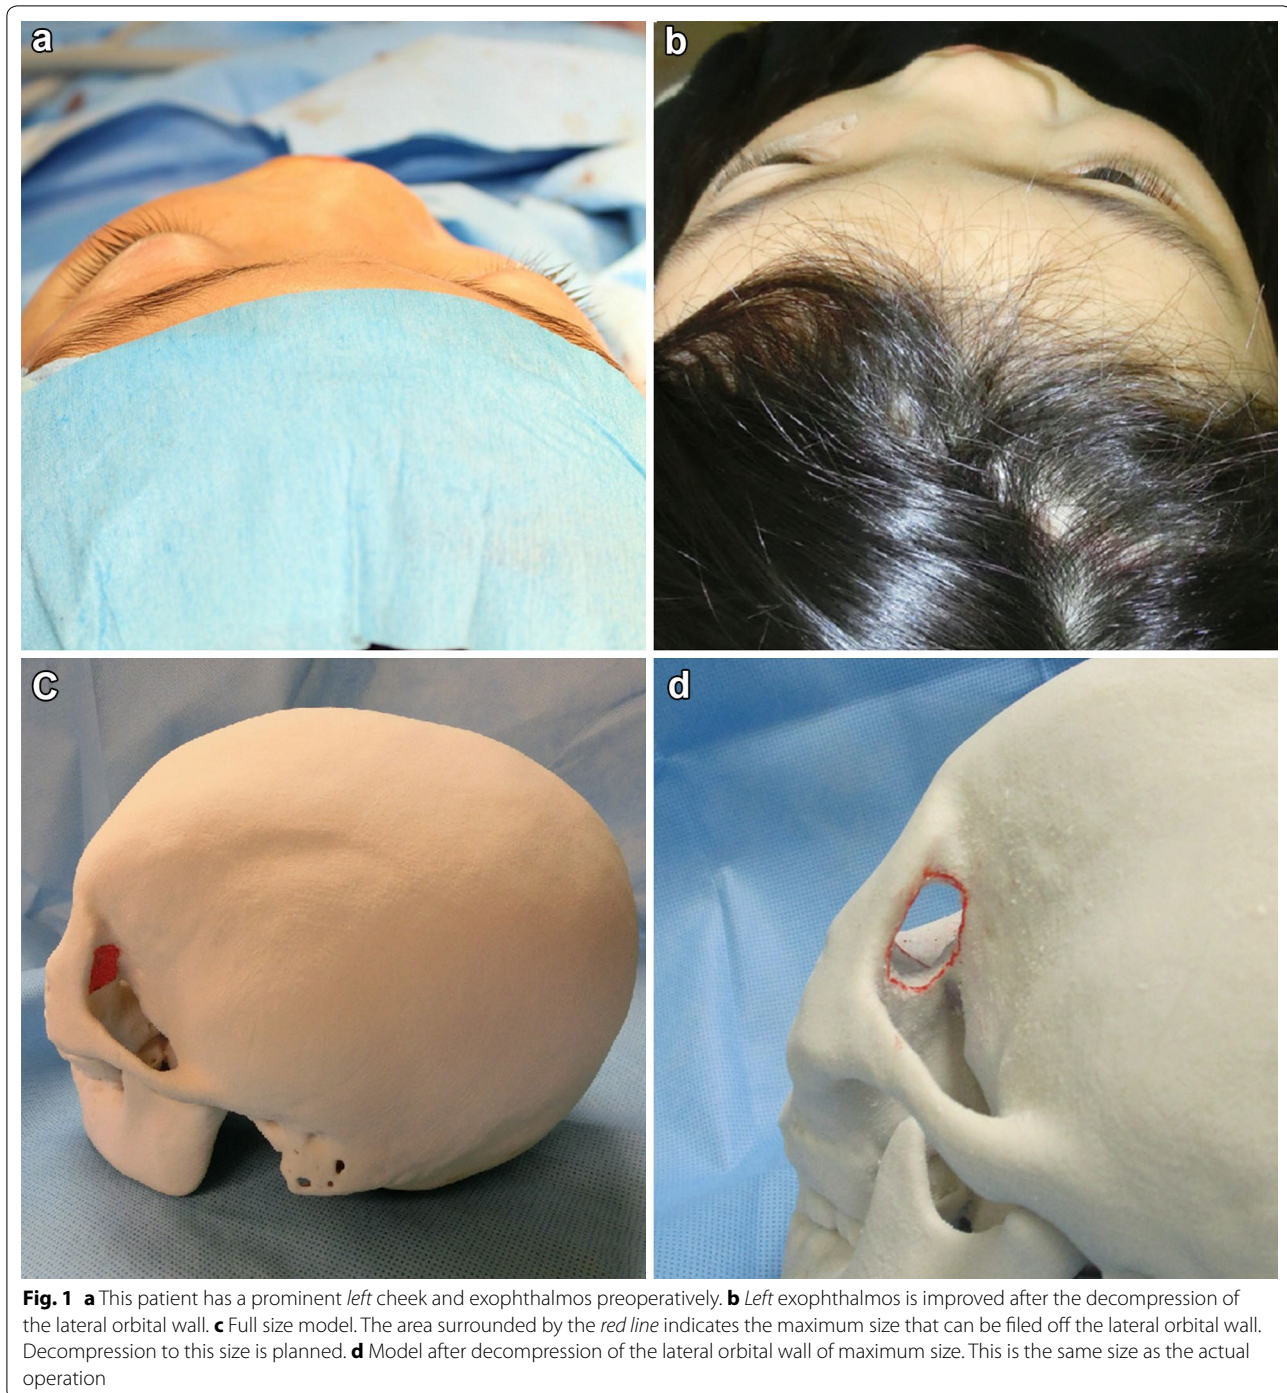 a
b
c
d
Fig. 1 a This patient has a prominent left cheek and exophthalmos preoperatively. b Left exophthalmos is improved after the decompression of
the lateral orbital wall. c Full size model. The area surrounded by the red line indicates the maximum size that can be filed off the lateral orbital wall.
Decompression to this size is planned. d Model after decompression of the lateral orbital wall of maximum size. This is the same size as the actual
operation